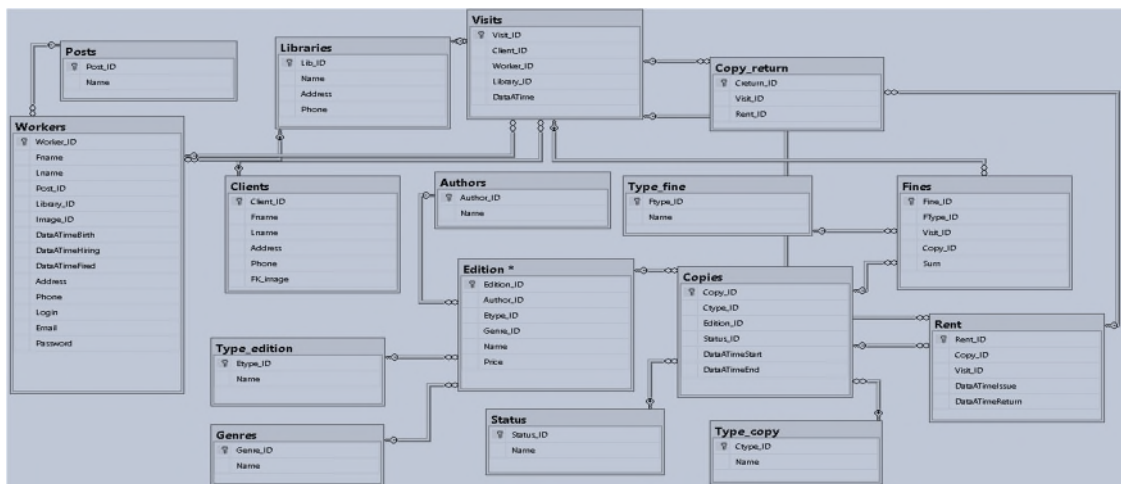 Visits
Visit_ID
Client_ID
Worker_ID
Library_ID
DataATime
Posts
Post_ID
Name
Libraries
Lib_ID
Name
Address
Phone
Copy_return
Creturn_ID
Visit_ID
Rent_ID
Workers
Worker_ID
Fname
Lname
Post_ID
Library_ID
Image_ID
DataATimeBirth
DataATimeHiring
DataATimeFired
Address
Phone
Login
Email
Password
Clients
Client_ID
Fname
Lname
Address
Phone
FK_image
Authors
Author_ID
Name
Type_fine
Ftype_ID
Name
Fines
Fine_ID
FType_ID
Visit_ID
Copy_ID
Sum
Edition *
Edition_ID
Author_ID
Etype_ID
Genre_ID
Name
Price
Copies
Copy_ID
Ctype_ID
Edition_ID
Status_ID
DataATimeStart
DataATimeEnd
Rent
Rent_ID
Copy_ID
Visit_ID
DataATimeIssue
DataATimeReturn
Type_edition
Etype_ID
Name
Genres
Genre_ID
Name
Status
Status_ID
Name
Type_copy
Ctype_ID
Name